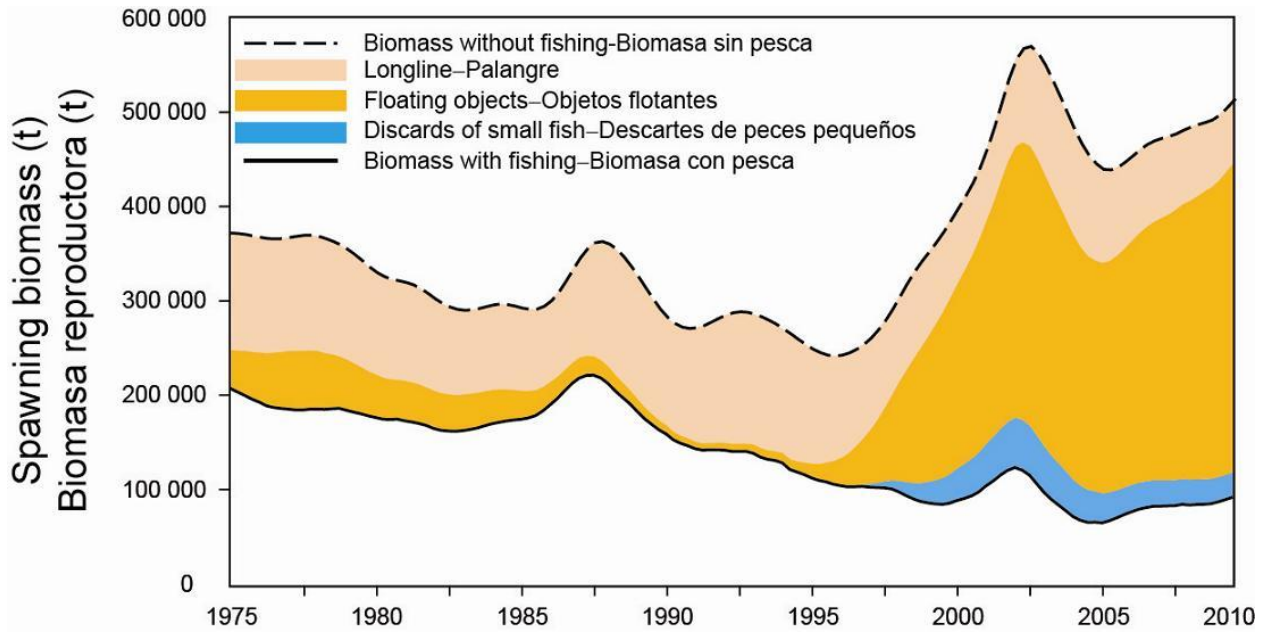 Spawning biomass (t)
Biomasa reproductora (t)
600 000
500 000
400 000
300 000
200 000
100 000
0
Biomass without fishing-Biomasa sin pesca
Longline–Palangre
Floating objects–Objetos flotantes
Discards of small fish–Descartes de peces pequeños
Biomass with fishing–Biomasa con pesca
1975 1980 1985 1990 1995 2000 2005 2010